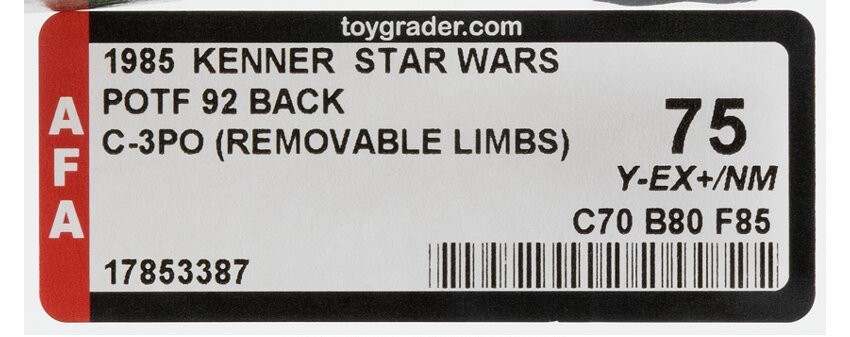 toygrader.com
1985 KENNER STAR WARS
POTF 92 BACK
C-3PO (REMOVABLE LIMBS)
75
Y-EX+/NM
C70 B80 F85
17853387
AFA